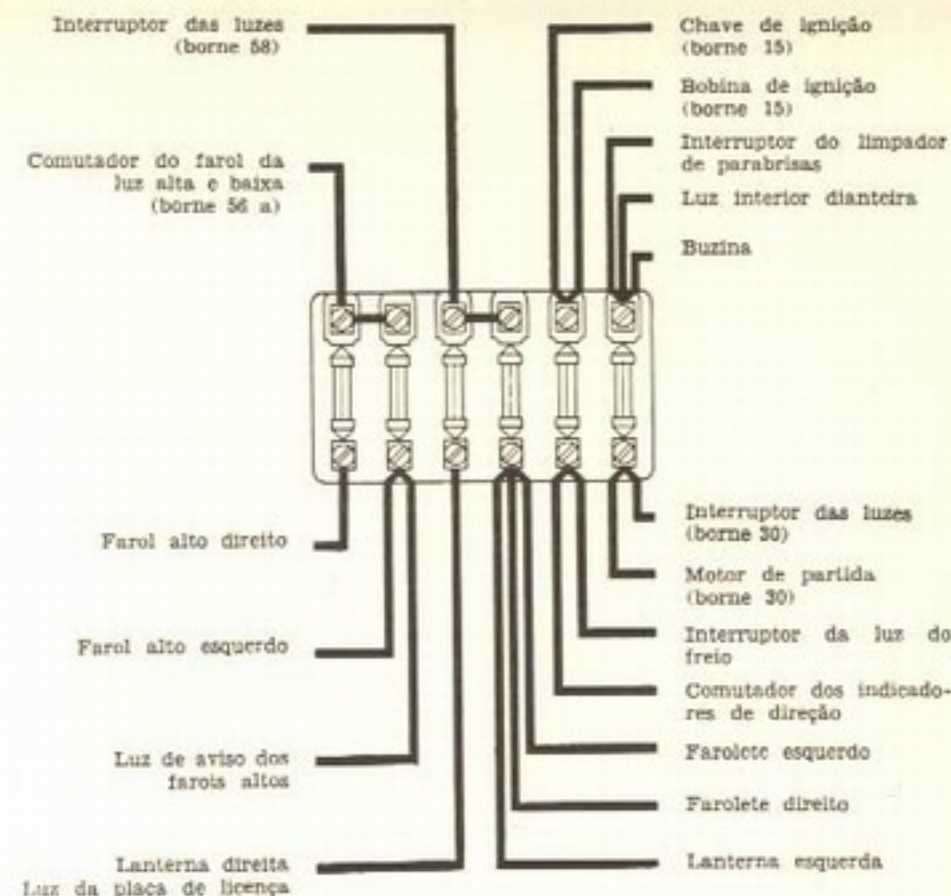 Interruptor das luzes
(borne 58)
Comutador do farol da
luz alta e baixa
(borne 56 a)
Chave de ignição
(borne 15)
Bobina de ignição
(borne 15)
Interruptor do limpador
de parabrisas
Luz interior dianteira
Buzina
Farol alto direito
Farol alto esquerdo
Luz de aviso dos
farois altos
Lanterna direita
Luz da placa de licença
Interruptor das luzes
(borne 30)
Motor de partida
(borne 30)
Interruptor da luz do
freio
Comutador dos indicado-
res de direção
Farolete esquerdo
Farolete direito
Lanterna esquerda